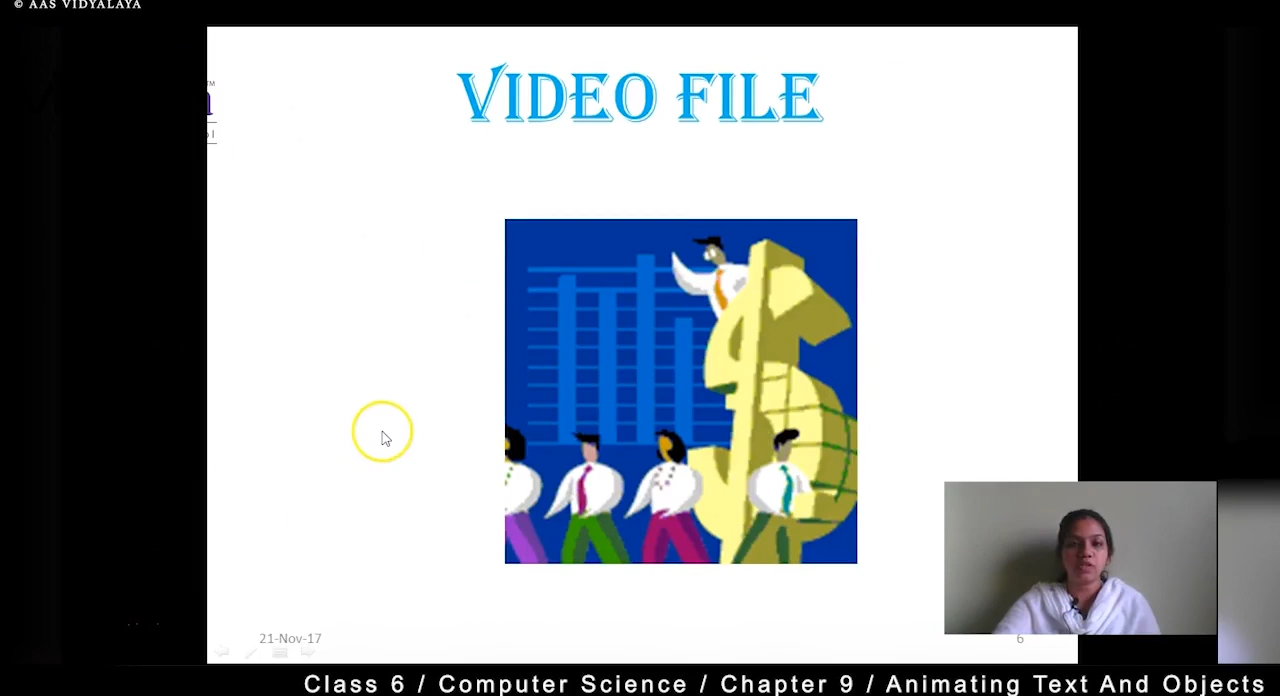 © AAS VIDYALAYA
VIDEO FILE
21-Nov-17
6
Class 6 / Computer Science / Chapter 9 / Animating Text And Objects